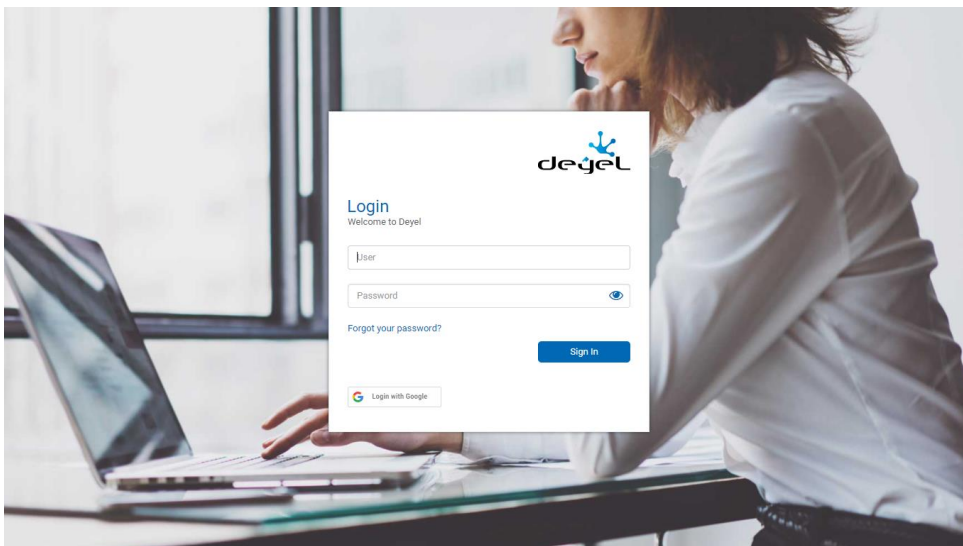 deyel
Login
Welcome to Deyel
User
Password
Forgot your password?
Sign In
Login with Google